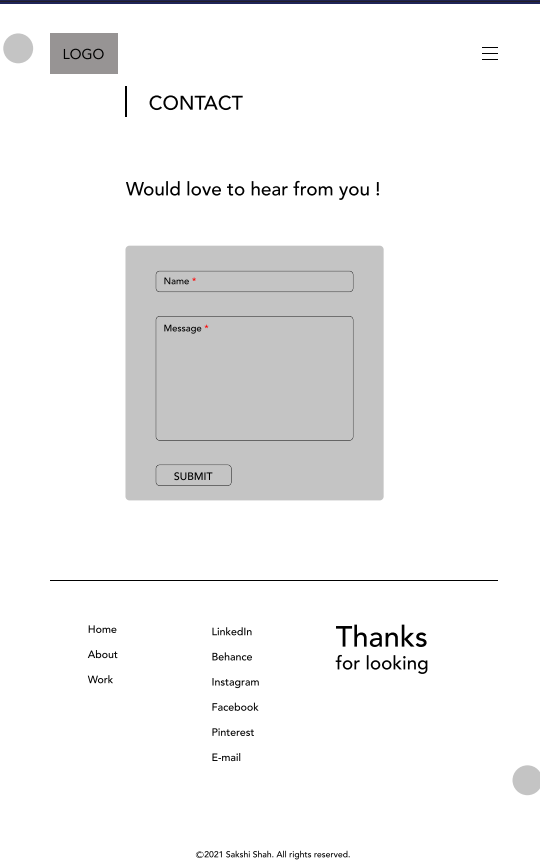 LOGO
CONTACT
Would love to hear from you !
Name *
Message *
SUBMIT
Home
About
Work
LinkedIn
Behance
Instagram
Facebook
Pinterest
E-mail
Thanks
for looking
©2021 Sakshi Shah. All rights reserved.